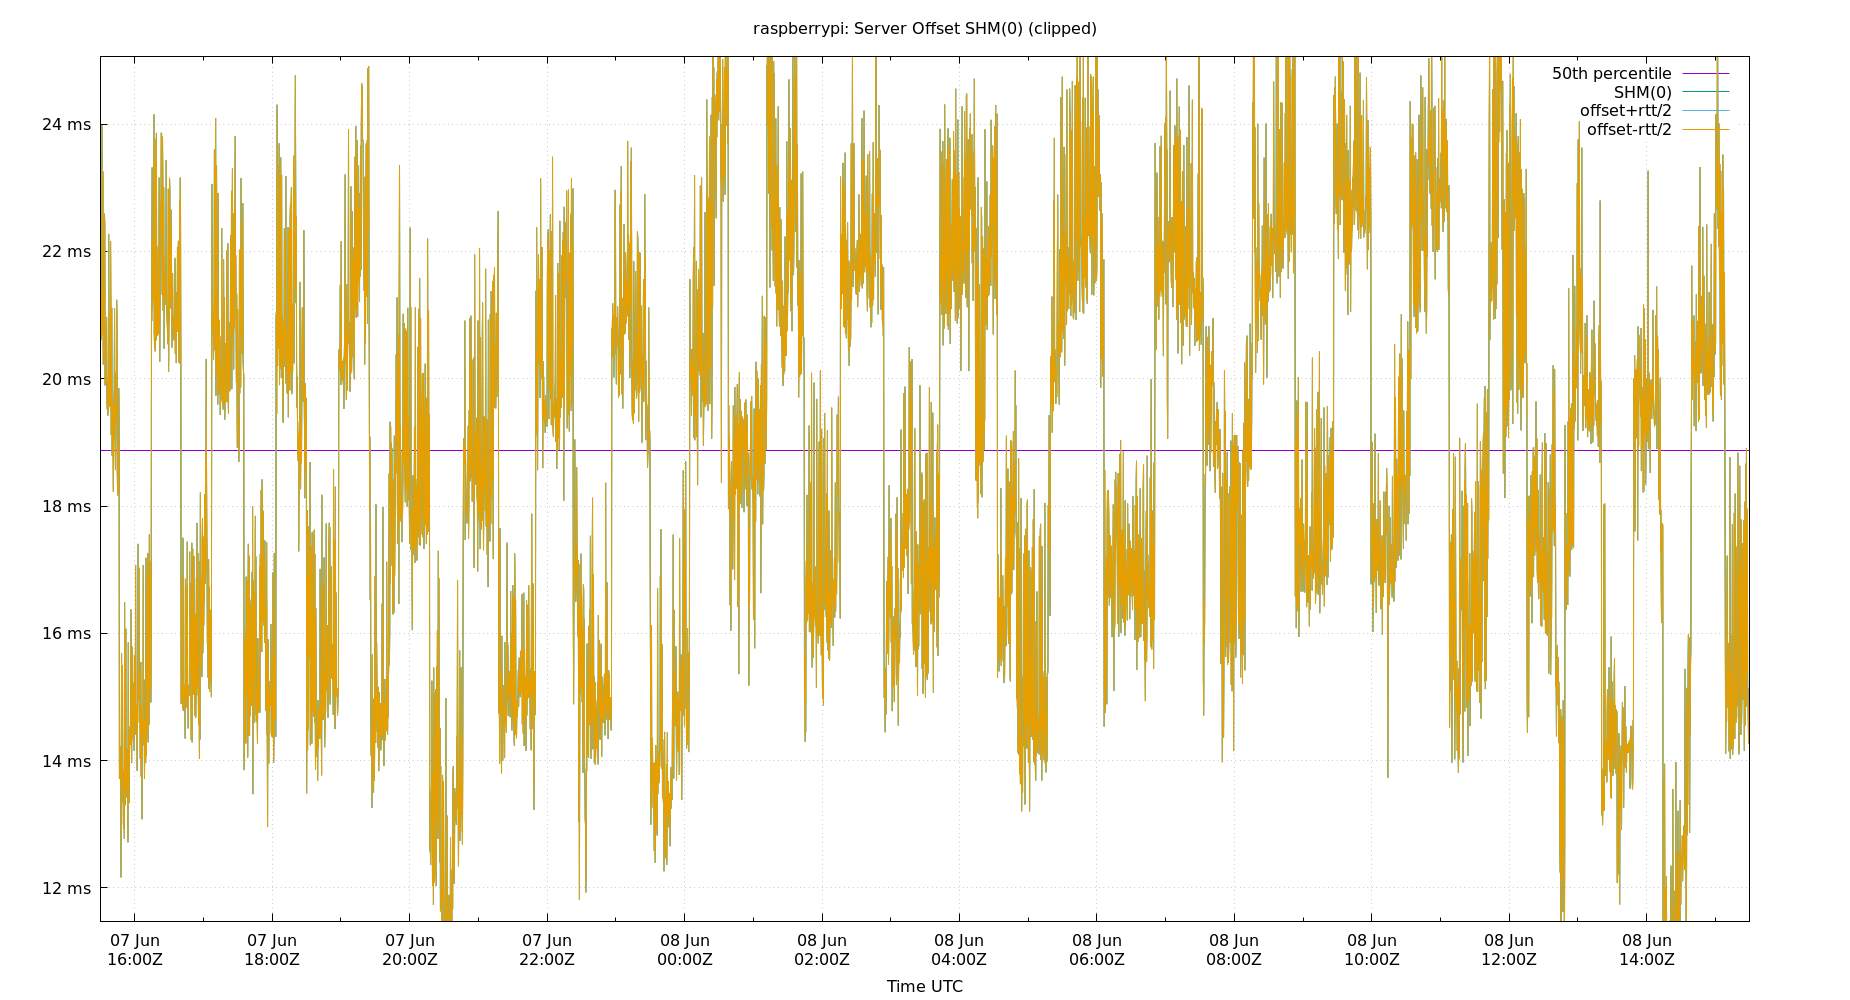 raspberrypi: Server Offset SHM(0) (clipped)
50th percentile
SHM(0)
offset+rtt/2
offset-rtt/2
24 ms
22 ms
20 ms
18 ms
16 ms
14 ms
12 ms
07 Jun 07 Jun 07 Jun 07 Jun 08 Jun 08 Jun 08 Jun 08 Jun 08 Jun 08 Jun 08 Jun 08 Jun
16:00Z 18:00Z 20:00Z 22:00Z 00:00Z 02:00Z 04:00Z 06:00Z 08:00Z 10:00Z 12:00Z 14:00Z
Time UTC